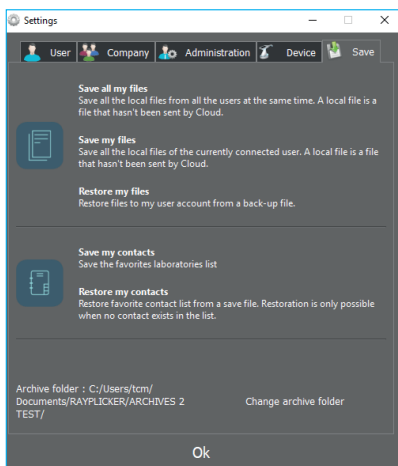 Settings
User Company Administration Device Save
Save all my files
Save all the local files from all the users at the same time. A local file is a
file that hasn't been sent by Cloud.
Save my files
Save all the local files of the currently connected user. A local file is a file
that hasn't been sent by Cloud.
Restore my files
Restore files to my user account from a back-up file.
Save my contacts
Save the favorites laboratories list
Restore my contacts
Restore favorite contact list from a save file. Restoration is only possible
when no contact exists in the list.
Archive folder : C:/Users/tcm/
Documents/RAYPLICKER/ARCHIVES 2
TEST/
Change archive folder
Ok